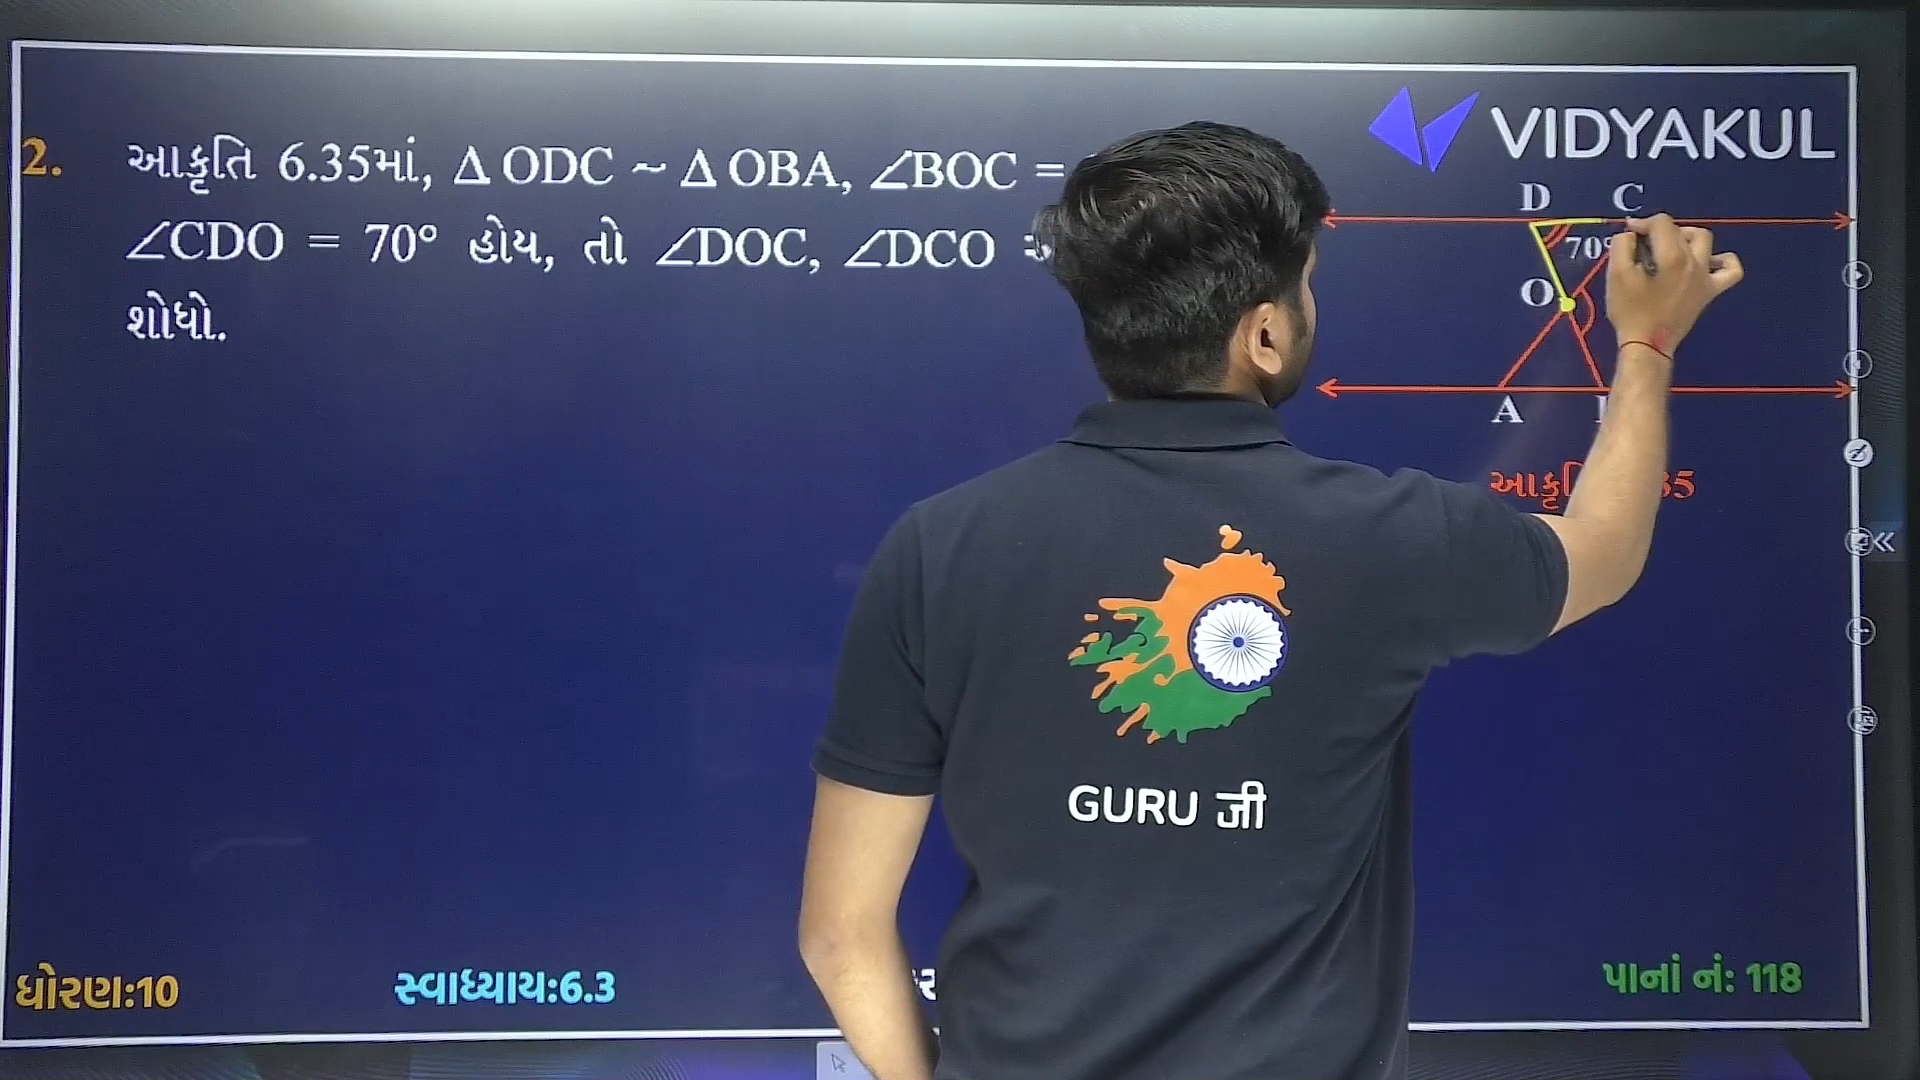 VIDYAKUL
2. આકૃતિ 6.35માં, Δ ODC ~ Δ OBA, ∠BOC =
∠CDO = 70° હોય, તો ∠DOC, ∠DCO
શોધો.
D C
70°
O
A
આકૃતિ
GURU जी
ધોરણ:10
સ્વાધ્યાય:6.3
પાનાં નં: 118